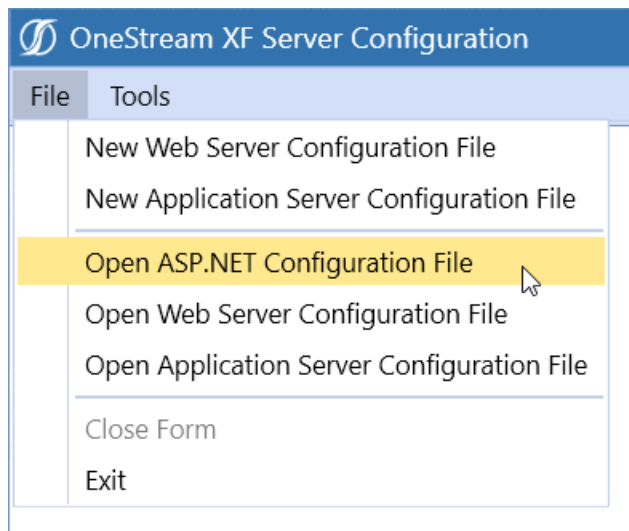 OneStream XF Server Configuration
File Tools
New Web Server Configuration File
New Application Server Configuration File
Open ASP.NET Configuration File
Open Web Server Configuration File
Open Application Server Configuration File
Close Form
Exit